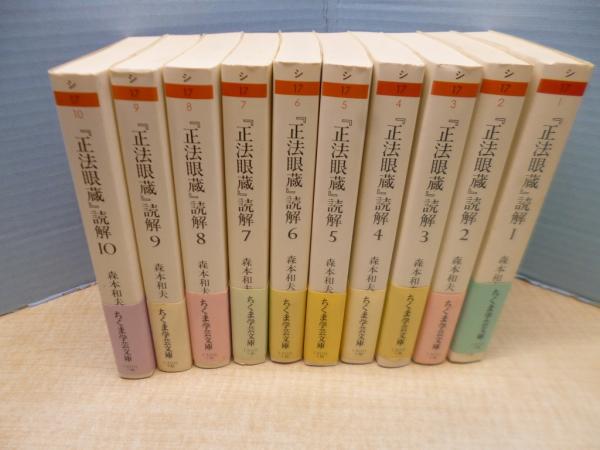 シ
17
10
『正法眼蔵』読解
10
森本和夫
ちくま学芸文庫
シ
17
9
『正法眼蔵』読解
9
森本和夫
ちくま学芸文庫
シ
17
8
『正法眼蔵』読解
8
森本和夫
ちくま学芸文庫
シ
17
7
『正法眼蔵』読解
7
森本和夫
ちくま学芸文庫
シ
17
6
『正法眼蔵』読解
6
森本和夫
ちくま学芸文庫
シ
17
5
『正法眼蔵』読解
5
森本和夫
ちくま学芸文庫
シ
17
4
『正法眼蔵』読解
4
森本和夫
ちくま学芸文庫
シ
17
3
『正法眼蔵』読解
3
森本和夫
ちくま学芸文庫
シ
17
2
『正法眼蔵』読解
2
森本和夫
ちくま学芸文庫
シ
17
1
『正法眼蔵』読解
1
森本和夫
ちくま学芸文庫